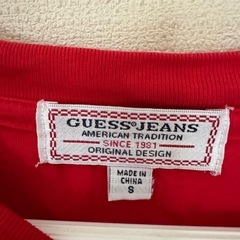 GUESS® JEANS
AMERICAN TRADITION
SINCE 1981
ORIGINAL DESIGN
MADE IN
CHINA
S